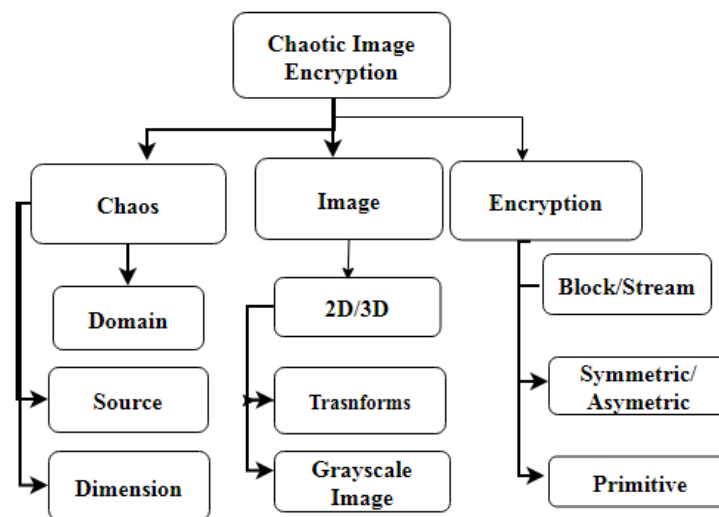 Chaotic Image
Encryption
Chaos
Image
Encryption
Domain
2D/3D
Block/Stream
Source
Trasnforms
Symmetric/
Asymetric
Dimension
Grayscale
Image
Primitive